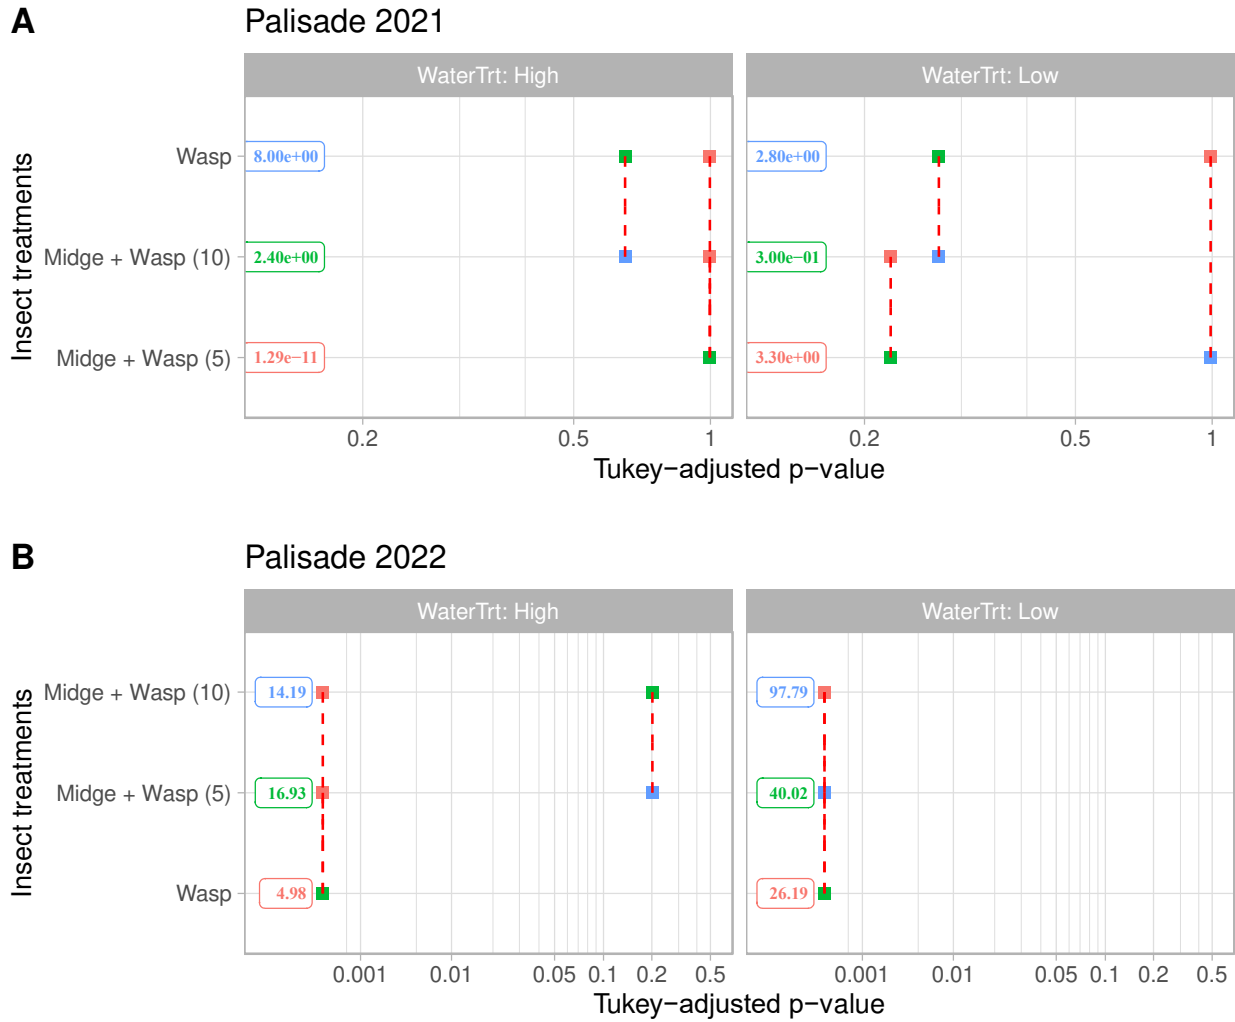 A
Palisade 2021
WaterTrt: High
WaterTrt: Low
Insect treatments
Wasp
8.00e+00
2.80e+00
Midge + Wasp (10)
2.40e+00
3.00e−01
Midge + Wasp (5)
1.29e−11
3.30e+00
0.2 0.5 1
0.2 0.5 1
Tukey−adjusted p−value
B
Palisade 2022
WaterTrt: High
WaterTrt: Low
Insect treatments
Midge + Wasp (10)
14.19
97.79
Midge + Wasp (5)
16.93
40.02
Wasp
4.98
26.19
0.001 0.01 0.05 0.1 0.2 0.5
0.001 0.01 0.05 0.1 0.2 0.5
Tukey−adjusted p−value